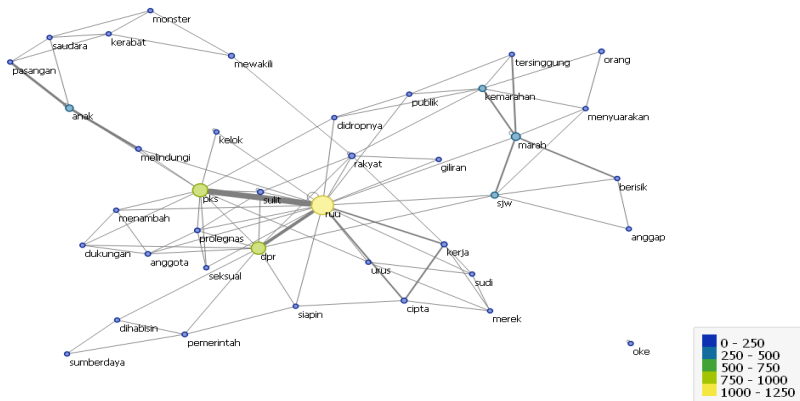 monster
saudara
kerabat
pasangan
mewakili
tersinggung
orang
publik
kemarahan
anak
didropnya
menyuarakan
kelok
marah
melindungi
rakyat
giliran
berisik
pks
sulit
ruu
sjw
menambah
anggap
prolegnas
dukungan
anggota
dpr
kerja
seksual
urus
sudi
siapin
cipta
merek
dihabisin
pemerintah
sumberdaya
oke
0 - 250
250 - 500
500 - 750
750 - 1000
1000 - 1250